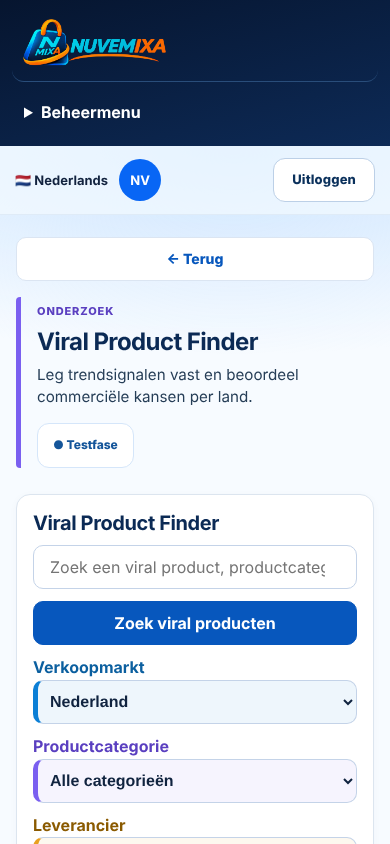 N
MIXA
NUVEMIXA
▶ Beheermenu
🇳🇱 Nederlands
NV
Uitloggen
← Terug
ONDERZOEK
Viral Product Finder
Leg trendsignalen vast en beoordeel
commerciële kansen per land.
● Testfase
Viral Product Finder
Zoek een viral product, productcateg
Zoek viral producten
Verkoopmarkt
Nederland
Productcategorie
Alle categorieën
Leverancier